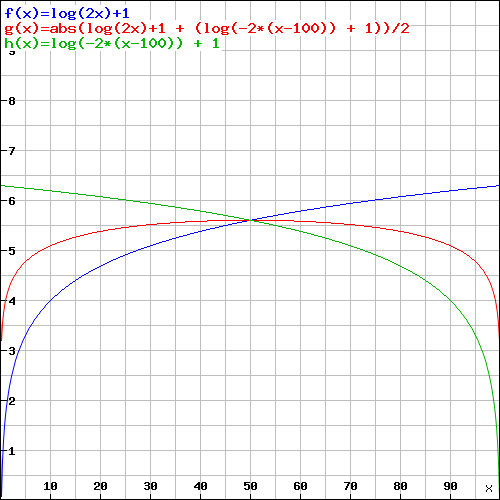 f(x)=log(2x)+1
g(x)=abs(log(2x)+1 + (log(-2*(x-100)) + 1))/2
h(x)=log(-2*(x-100)) + 1
9
8
7
6
5
4
3
2
1
10 20 30 40 50 60 70 80 90 x